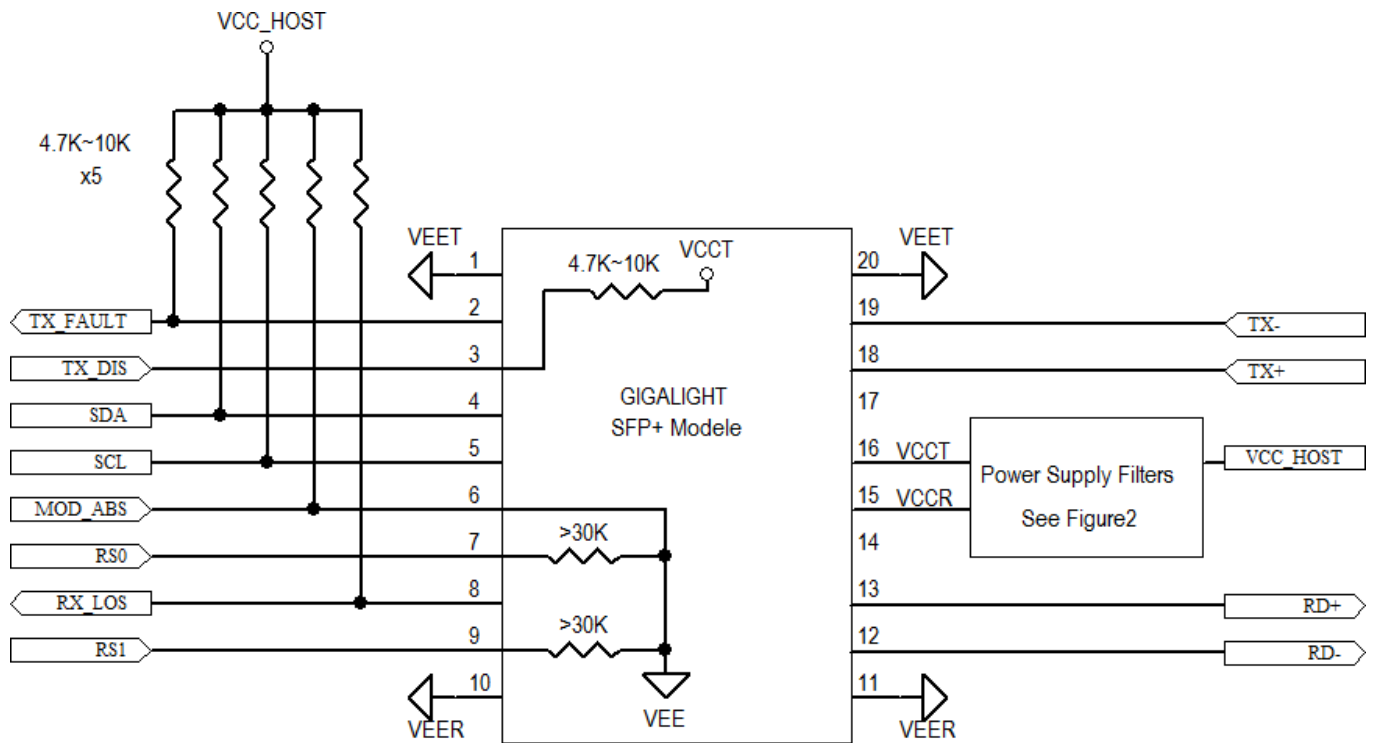 VCC_HOST
4.7K~10K
x5
VEET
1
2
3
4
5
6
7
8
9
10
VEER
TX_FAULT
TX_DIS
SDA
SCL
MOD_ABS
RS0
RX_LOS
RS1
4.7K~10K
VCCT
GIGALIGHT
SFP+ Modele
>30K
>30K
VEE
VEET
20
19
18
17
16 VCCT
15 VCCR
14
13
12
11
VEER
Power Supply Filters
See Figure2
TX-
TX+
VCC_HOST
RD+
RD-